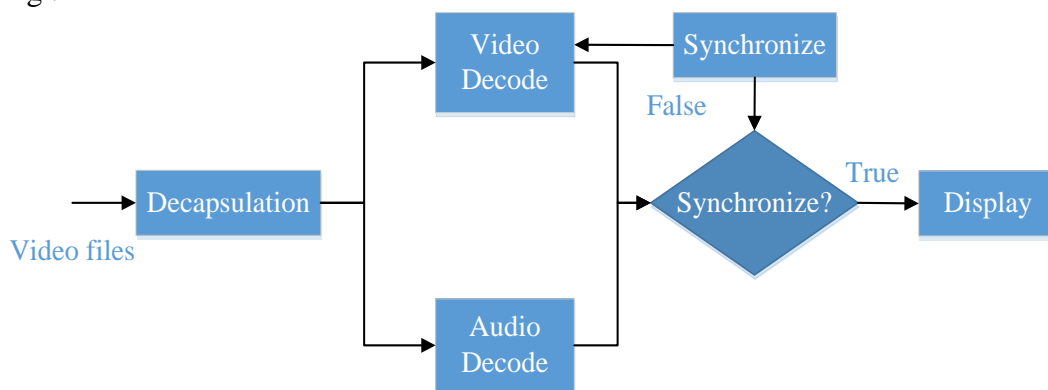 Video files
Decapsulation
Video
Decode
Audio
Decode
Synchronize
False
Synchronize?
True
Display